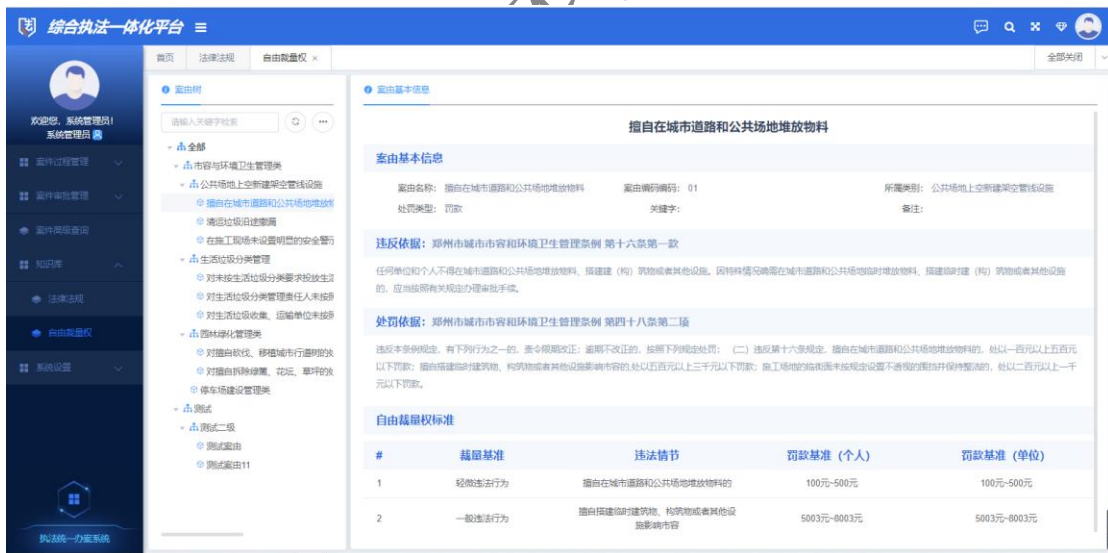 综合执法一体化平台
首页 法律法规 自由裁量权 × 全部关闭
欢迎您，系统管理员！
系统管理员
案件过程管理
案件审批管理
案件高级查询
知识库
法律法规
自由裁量权
系统设置
执法统一办案系统
案由树
请输入关键字检索
全部
市容与环境卫生管理类
公共场地上空新建架空管线设施
擅自在城市道路和公共场地堆放
清运垃圾沿途撒漏
在施工现场未设置明显的安全警示
生活垃圾分类管理
对未按生活垃圾分类要求投放生活
对生活垃圾分类管理责任人未按照
对生活垃圾收集、运输单位未按照
园林绿化管理类
对擅自砍伐、移植城市行道树的
对擅自拆除绿篱、花坛、草坪的
停车场建设管理类
测试
测试二级
测试案由
测试案由11
案由基本信息
擅自在城市道路和公共场地堆放物料
案由基本信息
案由名称： 擅自在城市道路和公共场地堆放物料 案由编码编码： 01 所属类别： 公共场地上空新建架空管线设施
处罚类型： 罚款 关键字： 备注：
违反依据：郑州市城市市容和环境卫生管理条例 第十六条第一款
任何单位和个人不得在城市道路和公共场地堆放物料、搭建建（构）筑物或者其他设施。因特殊情况确需在城市道路和公共场地临时堆放物料、搭建临时建（构）筑物或者其他设施
的，应当按照有关规定办理审批手续。
处罚依据：郑州市城市市容和环境卫生管理条例 第四十八条第二项
违反本条例规定，有下列行为之一的，责令限期改正；逾期不改正的，按照下列规定处罚：（二）违反第十六条规定，擅自在城市道路和公共场地堆放物料的，处以一百元以上五百元
以下罚款；擅自搭建临时建筑物、构筑物或者其他设施影响市容的，处以五百元以上三千元以下罚款；施工场地的临街面未按规定设置不透视的围挡并保持整洁的，处以二百元以上一千
元以下罚款。
自由裁量权标准
# 裁量基准 违法情节 罚款基准（个人） 罚款基准（单位）
1 轻微违法行为 擅自在城市道路和公共场地堆放物料的 100元~500元 100元~500元
2 一般违法行为 擅自搭建临时建筑物、构筑物或者其他设
施影响市容 5003元~8003元 5003元~8003元